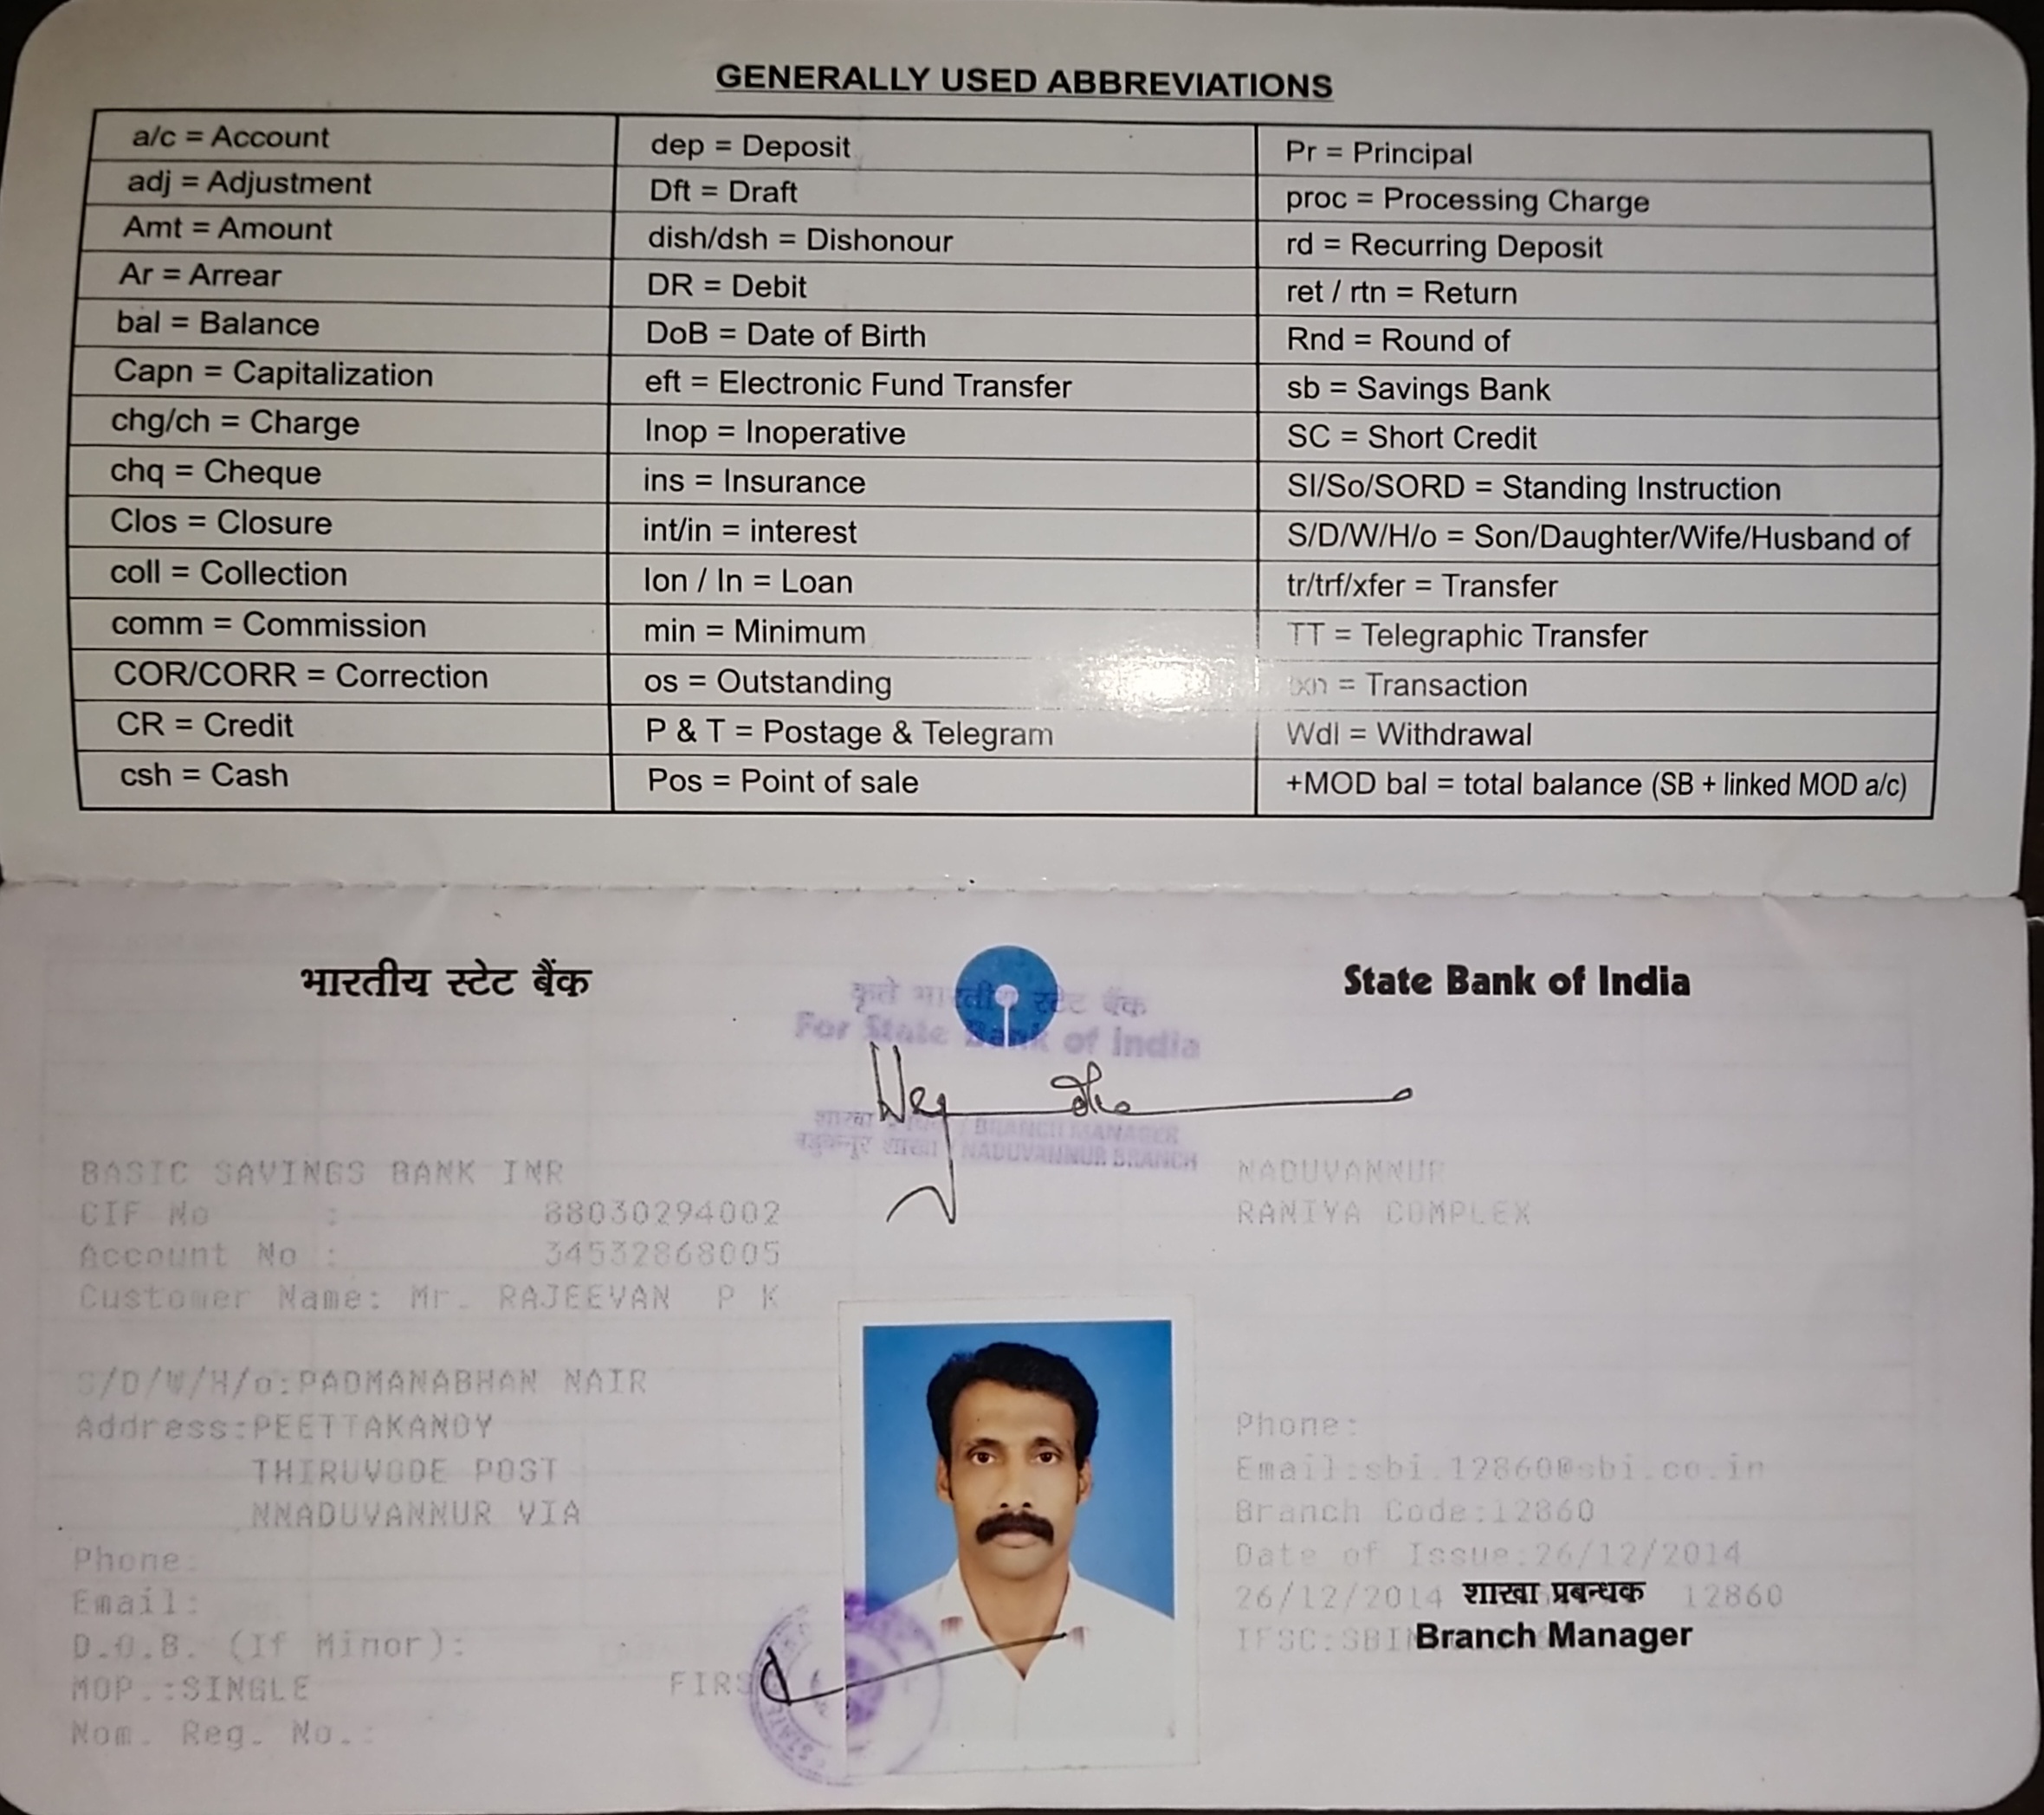 GENERALLY USED ABBREVIATIONS
a/c = Account
adj = Adjustment
Amt = Amount
Ar = Arrear
bal = Balance
Capn = Capitalization
chg/ch = Charge
chq = Cheque
Clos = Closure
coll = Collection
comm = Commission
COR/CORR = Correction
CR = Credit
csh = Cash
dep = Deposit
Dft = Draft
dish/dsh = Dishonour
DR = Debit
DoB = Date of Birth
eft = Electronic Fund Transfer
Inop = Inoperative
ins = Insurance
int/in = interest
lon / ln = Loan
min = Minimum
os = Outstanding
P & T = Postage & Telegram
Pos = Point of sale
Pr = Principal
proc = Processing Charge
rd = Recurring Deposit
ret / rtn = Return
Rnd = Round of
sb = Savings Bank
SC = Short Credit
SI/So/SORD = Standing Instruction
S/D/W/H/o = Son/Daughter/Wife/Husband of
tr/trf/xfer = Transfer
TT = Telegraphic Transfer
txn = Transaction
Wdl = Withdrawal
+MOD bal = total balance (SB + linked MOD a/c)
भारतीय स्टेट बैंक
State Bank of India
कृते भारतीय स्टेट बैंक
For State Bank of India
शाखा / BRANCH MANAGER
शाखा / NADUVANNUR BRANCH
BASIC SAVINGS BANK INR
CIF No : 88030294002
Account No : 34532868005
Customer Name: Mr. RAJEEVAN P K
S/D/W/H/o:PADMANABHAN NAIR
Address:PEETTAKANDY
THIRUVODE POST
NNADUVANNUR VIA
Phone:
Email:
D.O.B. (If Minor):
MOP.:SINGLE
Nom. Reg. No.:
NADUVANNUR
RANIYA COMPLEX
Phone:
Email:sbi.12860@sbi.co.in
Branch Code:12860
Date of Issue:26/12/2014
26/12/2014 शाखा प्रबन्धक 12860
Branch Manager